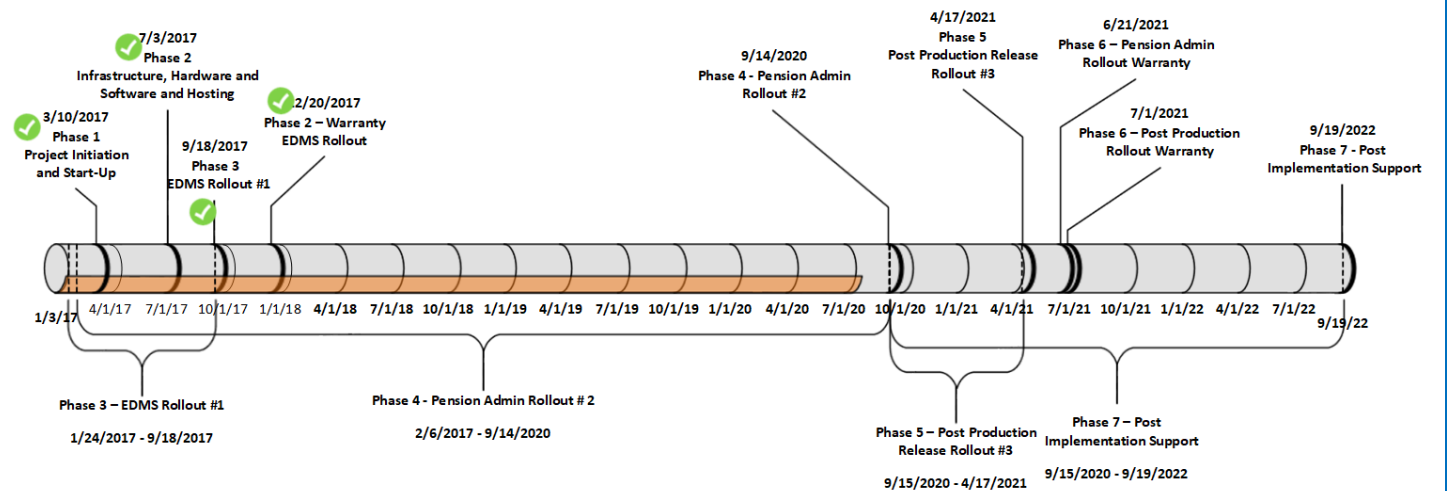 7/3/2017
Phase 2
Infrastructure, Hardware and
Software and Hosting
3/10/2017
Phase 1
Project Initiation
and Start-Up
9/18/2017
Phase 3
EDMS Rollout #1
2/20/2017
Phase 2 – Warranty
EDMS Rollout
9/14/2020
Phase 4 - Pension Admin
Rollout #2
4/17/2021
Phase 5
Post Production Release
Rollout #3
6/21/2021
Phase 6 – Pension Admin
Rollout Warranty
7/1/2021
Phase 6 – Post Production
Rollout Warranty
9/19/2022
Phase 7 - Post
Implementation Support
1/3/17 4/1/17 7/1/17 10/1/17 1/1/18 4/1/18 7/1/18 10/1/18 1/1/19 4/1/19 7/1/19 10/1/19 1/1/20 4/1/20 7/1/20 10/1/20 1/1/21 4/1/21 7/1/21 10/1/21 1/1/22 4/1/22 7/1/22 9/19/22
Phase 3 – EDMS Rollout #1
1/24/2017 - 9/18/2017
Phase 4 - Pension Admin Rollout # 2
2/6/2017 - 9/14/2020
Phase 5 – Post Production
Release Rollout #3
9/15/2020 - 4/17/2021
Phase 7 – Post
Implementation Support
9/15/2020 - 9/19/2022